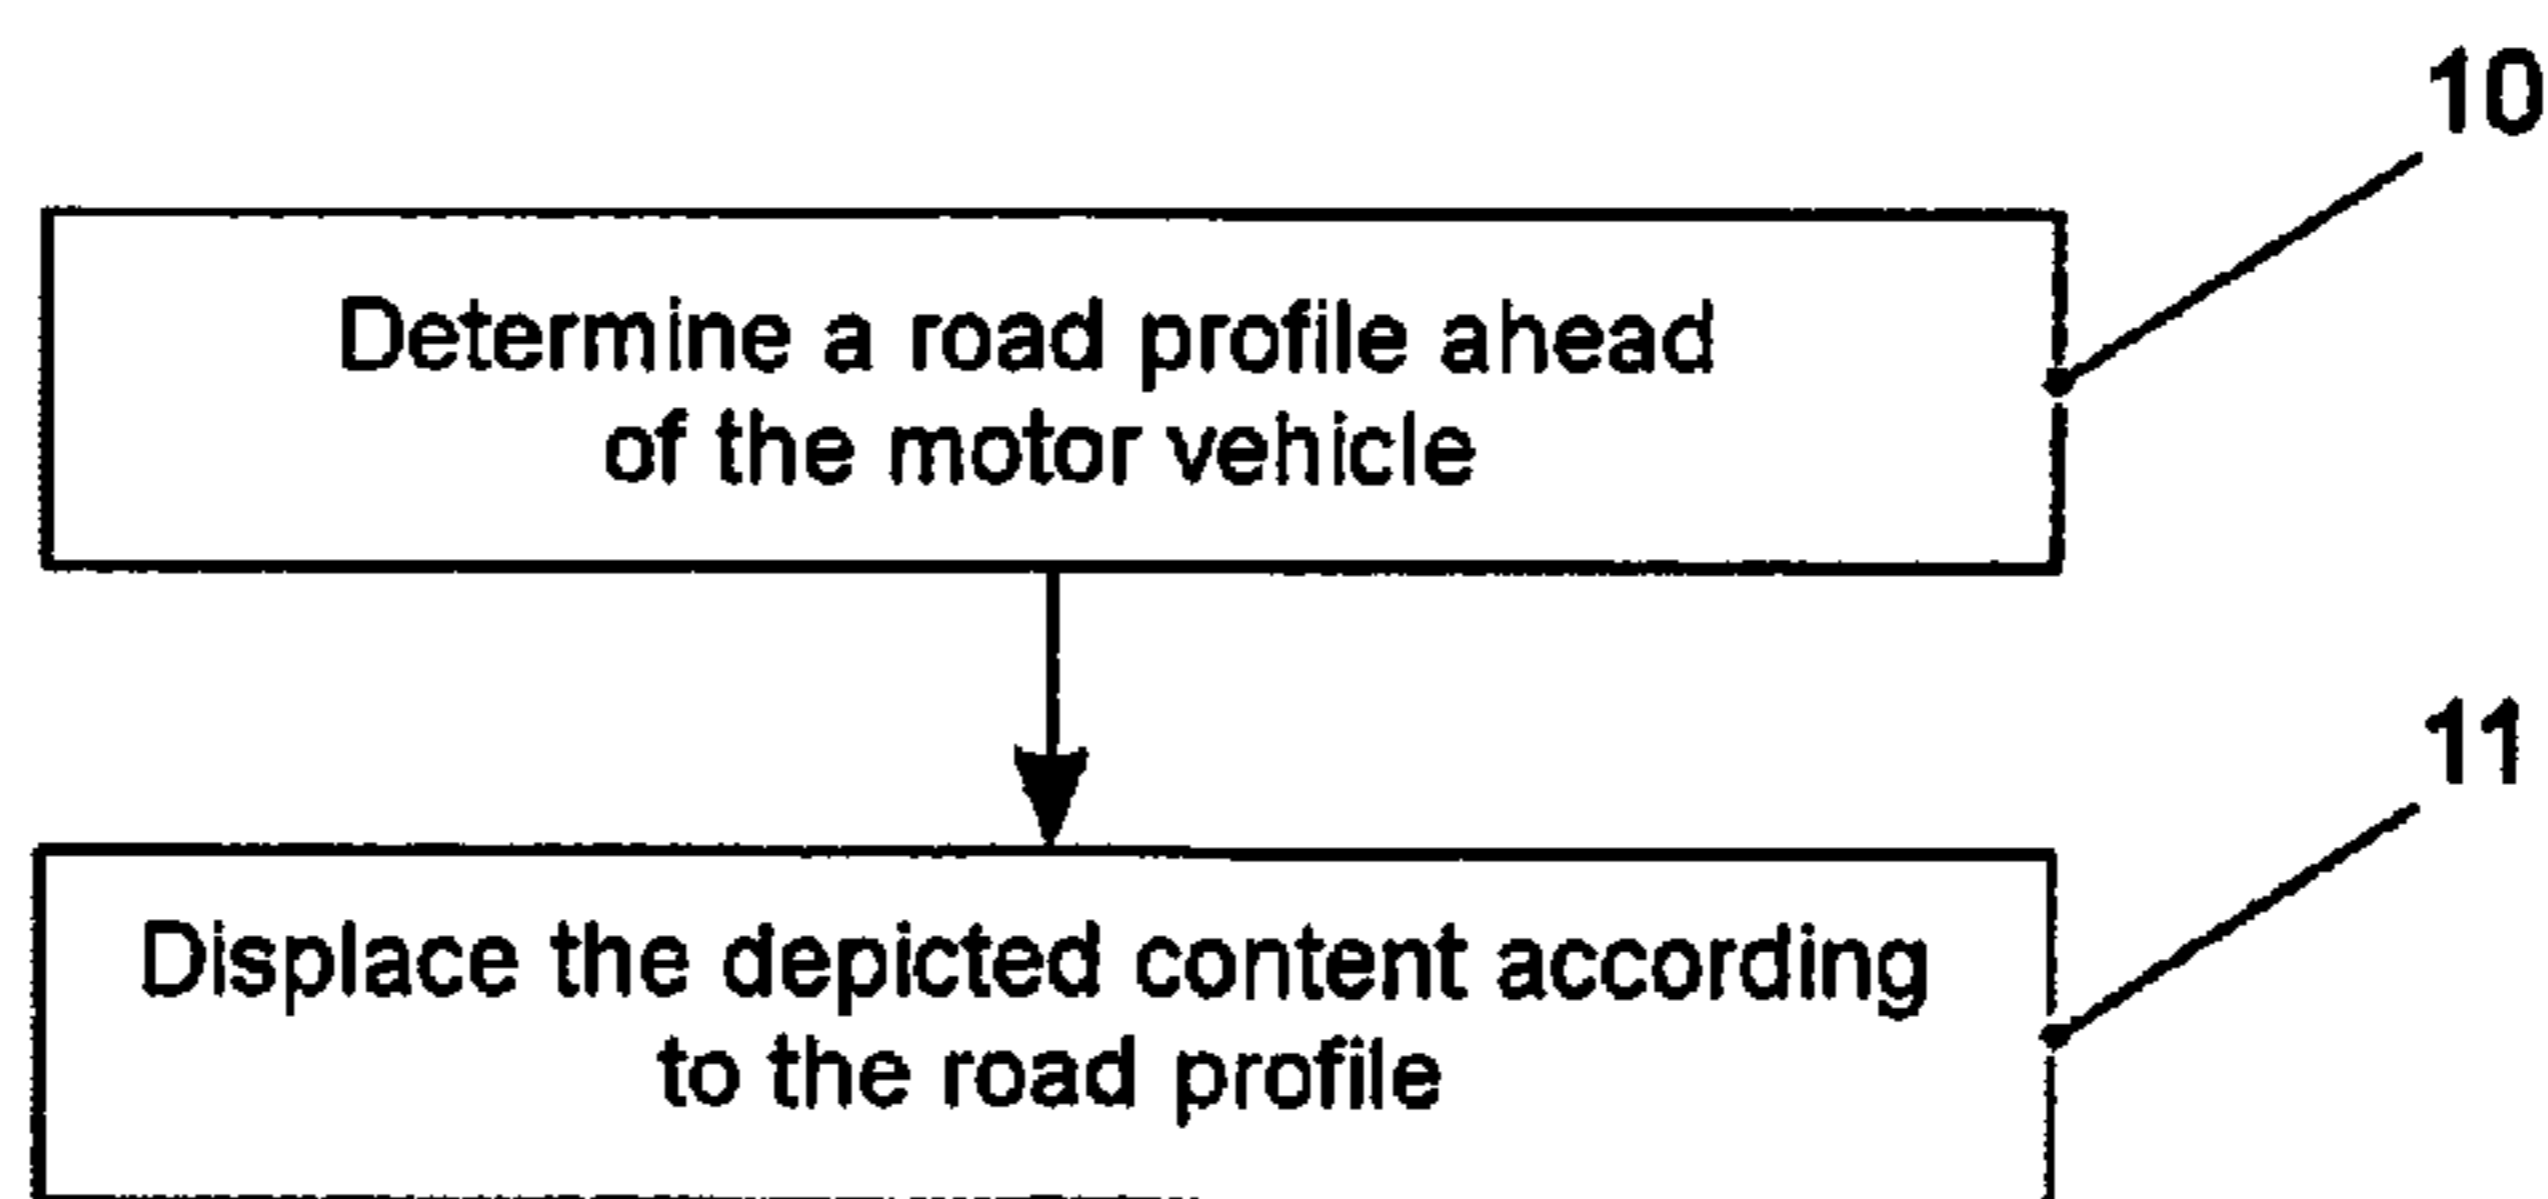 10
Determine a road profile ahead
of the motor vehicle
11
Displace the depicted content according
to the road profile